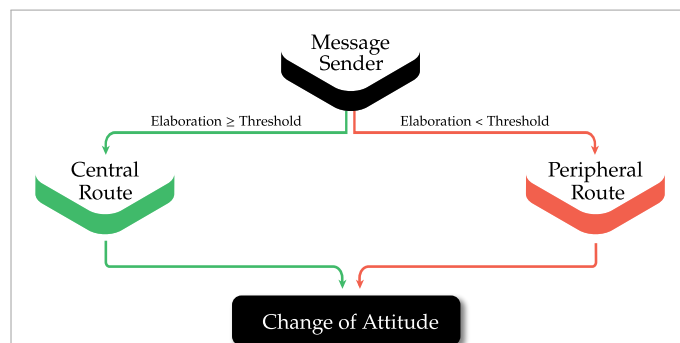 Message
Sender
Elaboration ≥ Threshold
Elaboration < Threshold
Central
Route
Peripheral
Route
Change of Attitude